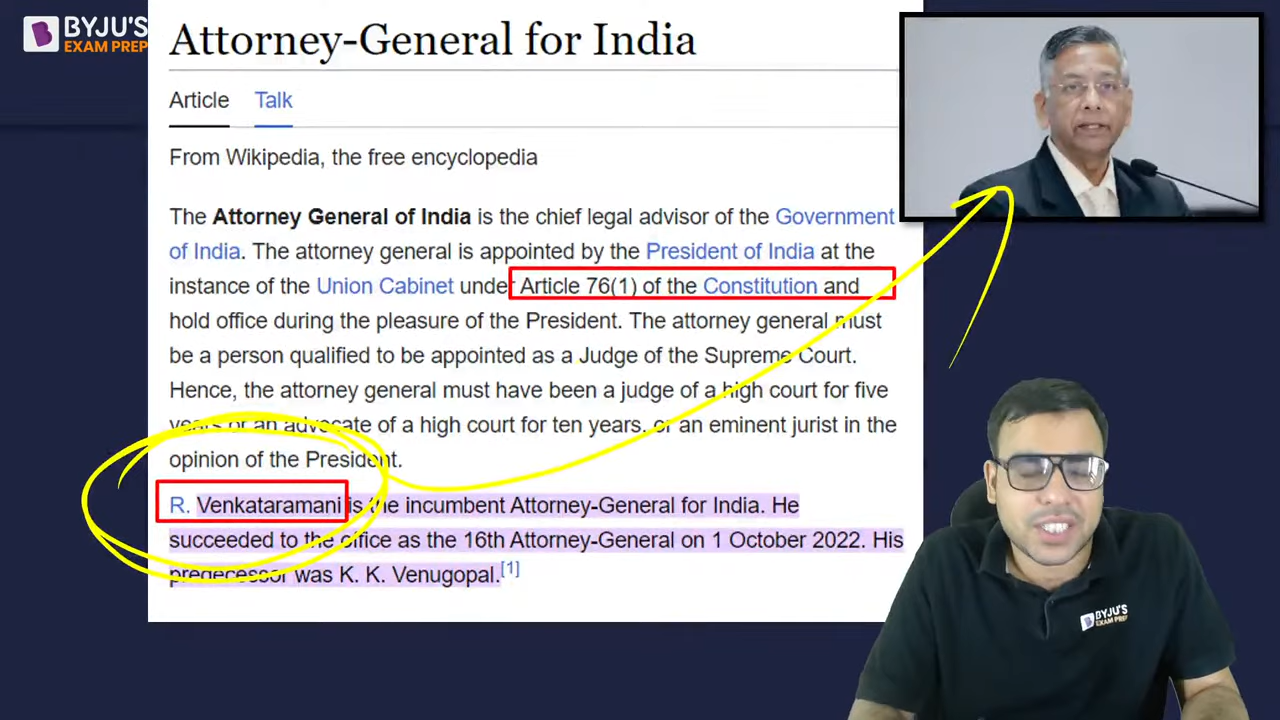 BYJU'S
EXAM PREP
Attorney-General for India
Article Talk
From Wikipedia, the free encyclopedia
The Attorney General of India is the chief legal advisor of the Government
of India. The attorney general is appointed by the President of India at the
instance of the Union Cabinet under Article 76(1) of the Constitution and
hold office during the pleasure of the President. The attorney general must
be a person qualified to be appointed as a Judge of the Supreme Court.
Hence, the attorney general must have been a judge of a high court for five
years or an advocate of a high court for ten years, or an eminent jurist in the
opinion of the President.
R. Venkataramani is the incumbent Attorney-General for India. He
succeeded to the office as the 16th Attorney-General on 1 October 2022. His
predecessor was K. K. Venugopal.[1]
BYJU'S
EXAM PREP